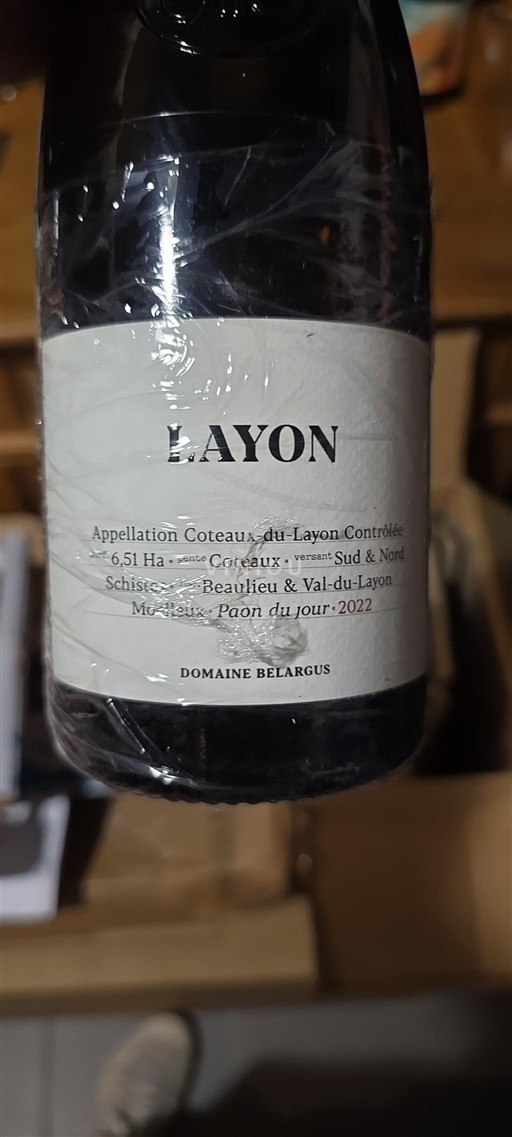 LAYON
Appellation Coteaux-du-Layon Contrôlée
6,51 Ha • pente Coteaux • versant Sud & Nord
Beaulieu & Val-du-Layon
Moelleux • Paon du jour • 2022
DOMAINE BELARGUS